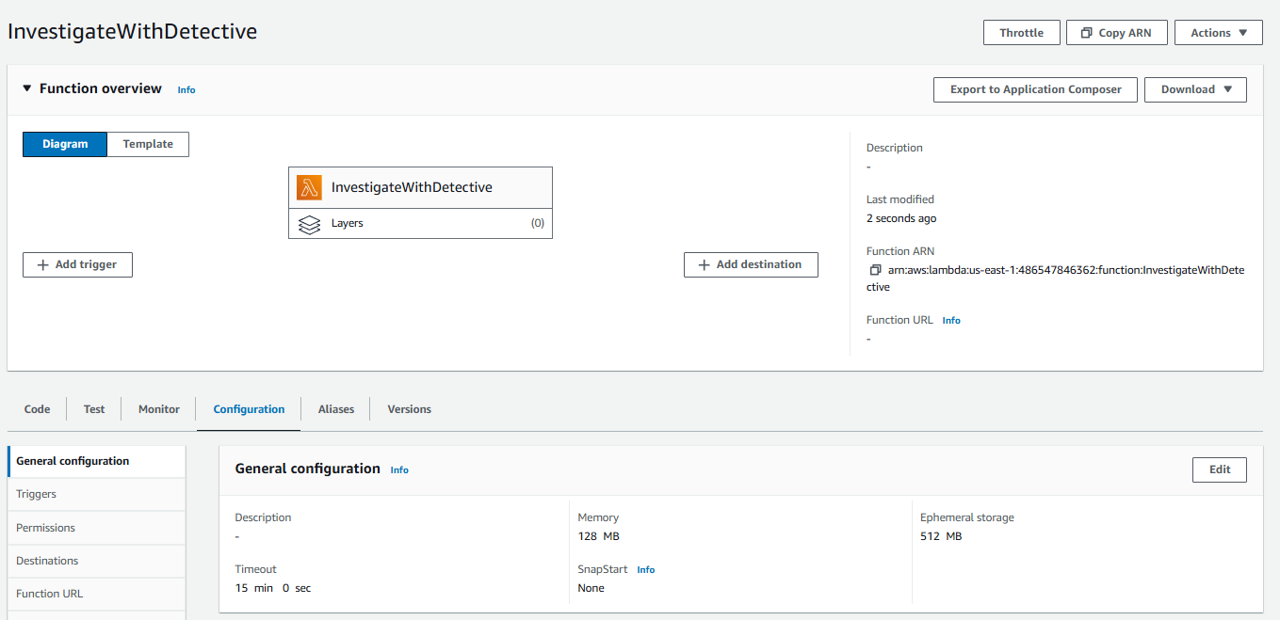 InvestigateWithDetective
Throttle
Copy ARN
Actions
Function overview Info
Export to Application Composer
Download
Diagram
Template
InvestigateWithDetective
Layers (0)
Add trigger
Add destination
Description
-
Last modified
2 seconds ago
Function ARN
arn:aws:lambda:us-east-1:486547846362:function:InvestigateWithDete
ctive
Function URL Info
-
Code
Test
Monitor
Configuration
Aliases
Versions
General configuration
Triggers
Permissions
Destinations
Function URL
General configuration Info
Edit
Description
-
Timeout
15 min 0 sec
Memory
128 MB
SnapStart Info
None
Ephemeral storage
512 MB